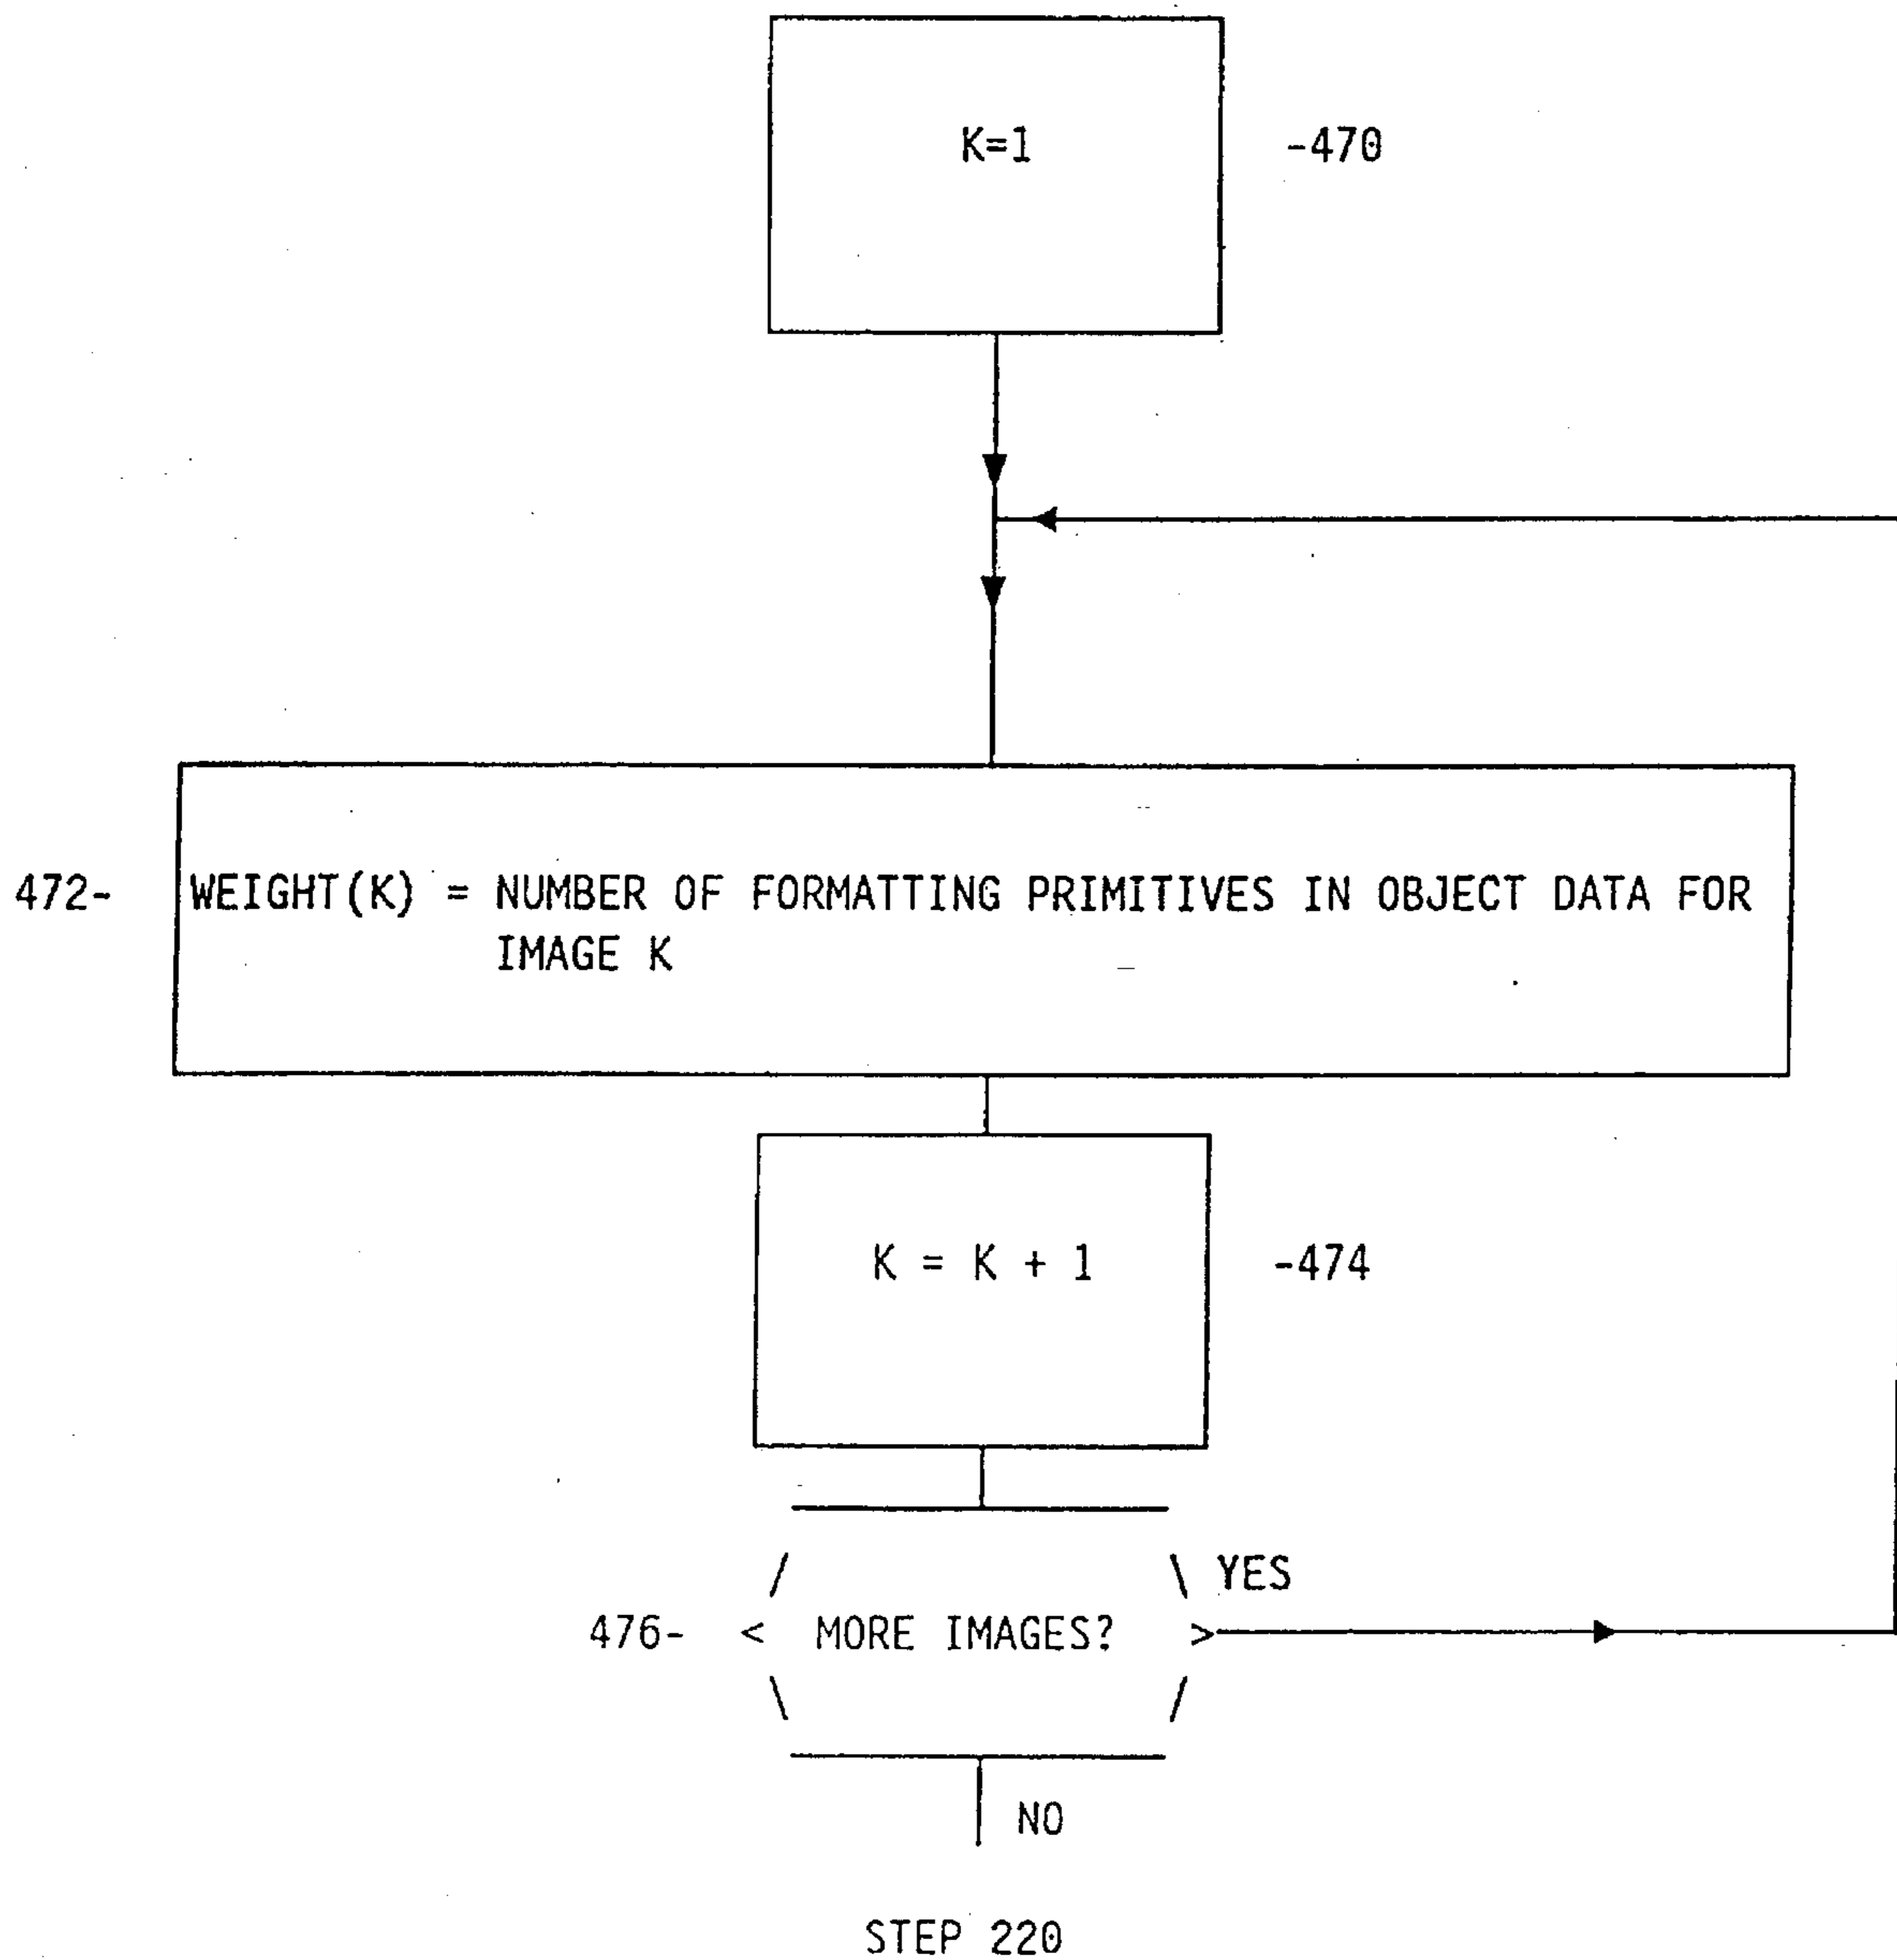 K=1 -470
472- WEIGHT(K) = NUMBER OF FORMATTING PRIMITIVES IN OBJECT DATA FOR
IMAGE K
K = K + 1 -474
YES
476- < MORE IMAGES? >
NO
STEP 220